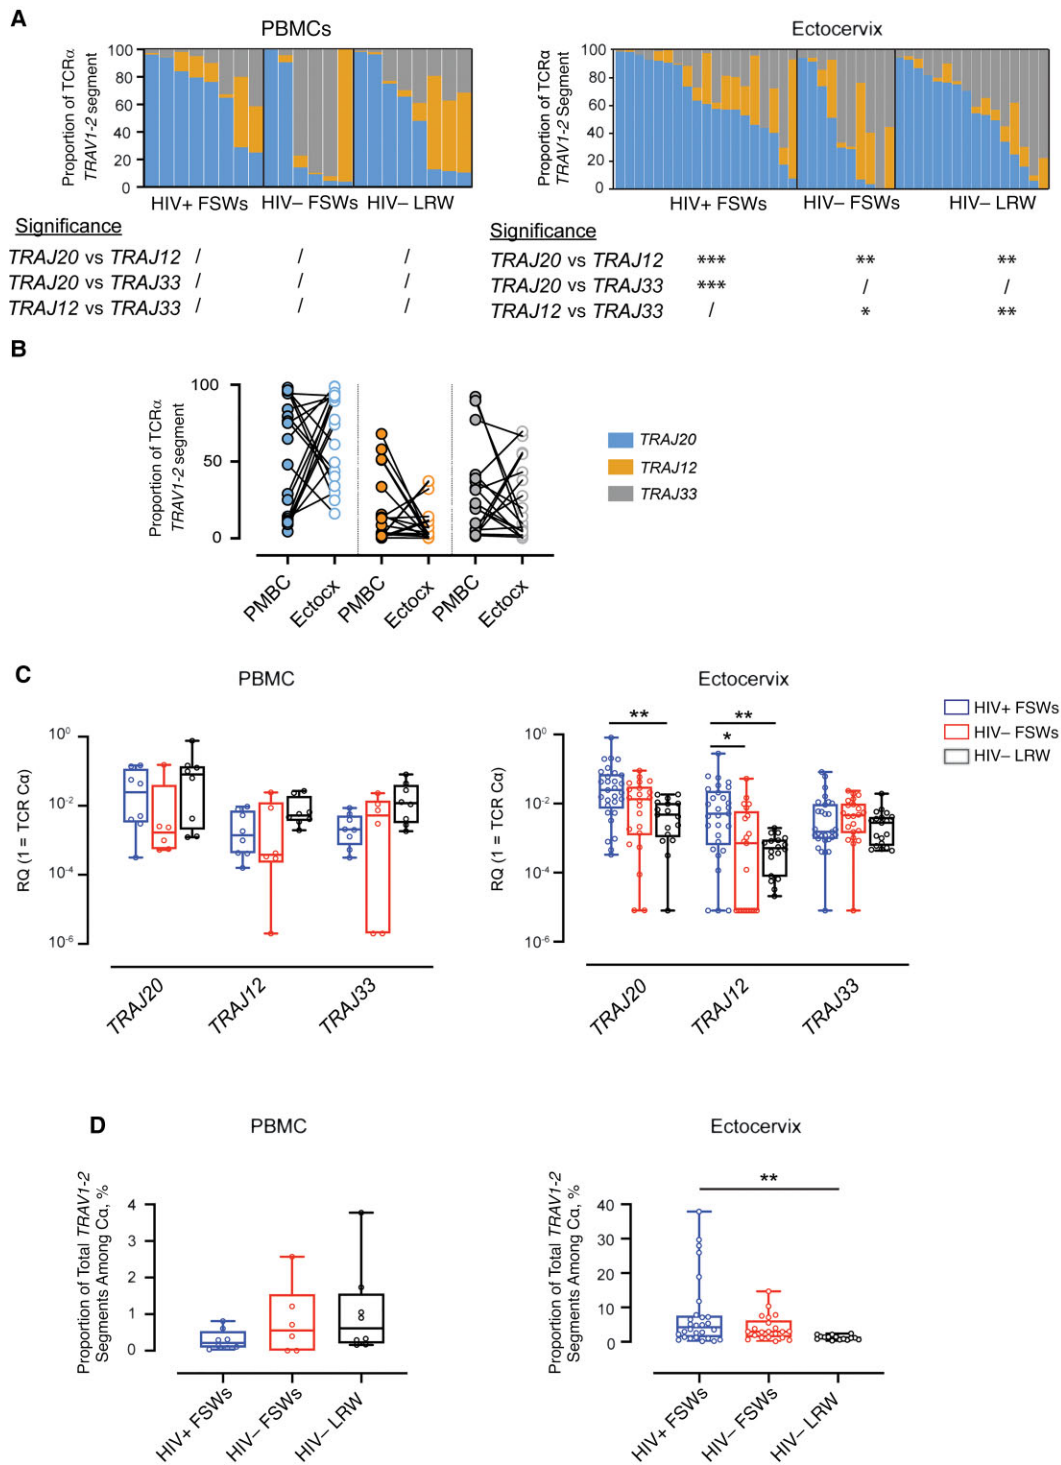 A
PBMCs
Ectocervix
Proportion of TCRα
TRAV1-2 segment
100
80
60
40
20
0
HIV+ FSWs
HIV– FSWs
HIV– LRW
Proportion of TCRα
TRAV1-2 Segment
100
80
60
40
20
0
HIV+ FSWs
HIV– FSWs
HIV– LRW
Significance
TRAJ20 vs TRAJ12 / / /
TRAJ20 vs TRAJ33 / / /
TRAJ12 vs TRAJ33 / / /
Significance
TRAJ20 vs TRAJ12 *** ** **
TRAJ20 vs TRAJ33 *** / /
TRAJ12 vs TRAJ33 / * **
B
Proportion of TCRα
TRAV1-2 segment
100
50
0
PMBC
Ectocx
PMBC
Ectocx
PMBC
Ectocx
TRAJ20
TRAJ12
TRAJ33
C
PBMC
RQ (1 = TCR Cα)
10⁰
10⁻²
10⁻⁴
10⁻⁶
TRAJ20
TRAJ12
TRAJ33
Ectocervix
RQ (1 = TCR Cα)
10⁰
10⁻²
10⁻⁴
10⁻⁶
**
**
*
TRAJ20
TRAJ12
TRAJ33
HIV+ FSWs
HIV– FSWs
HIV– LRW
D
PBMC
Proportion of Total TRAV1-2
Segments Among Cα, %
4
3
2
1
0
HIV+ FSWs
HIV– FSWs
HIV– LRW
Ectocervix
Proportion of Total TRAV1-2
Segments Among Cα, %
40
30
20
10
0
**
HIV+ FSWs
HIV– FSWs
HIV– LRW